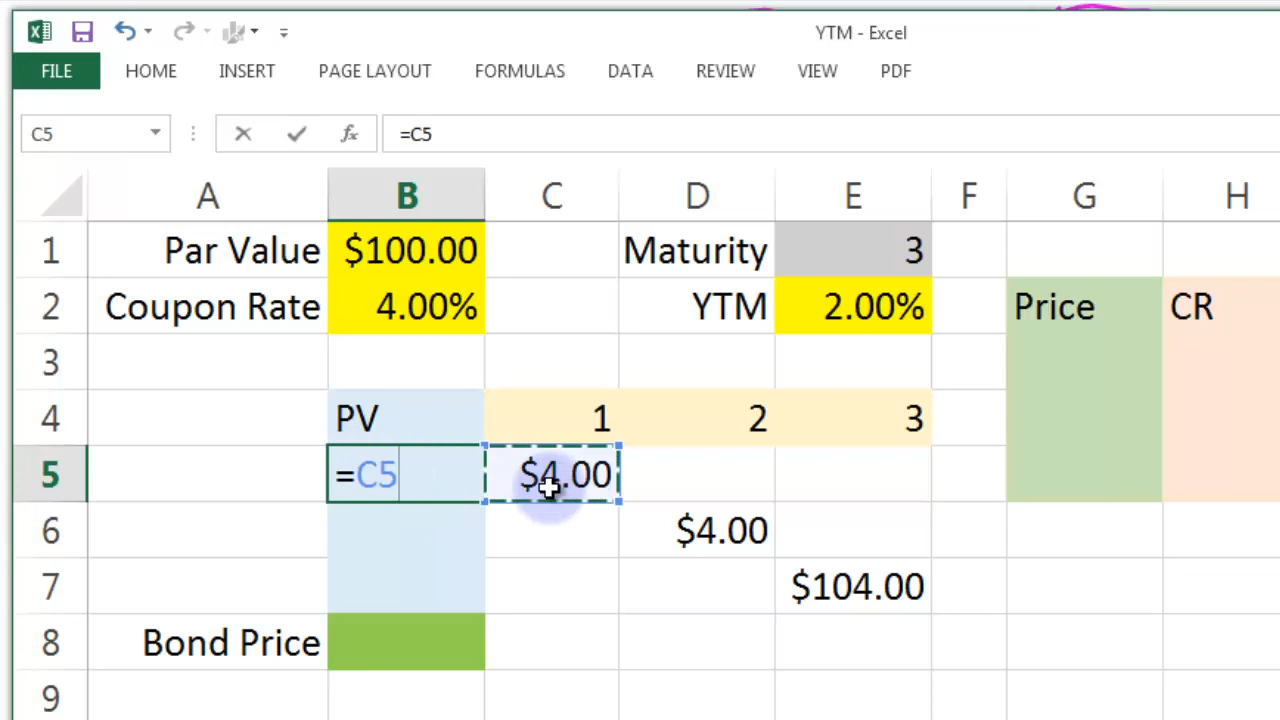 YTM - Excel
FILE HOME INSERT PAGE LAYOUT FORMULAS DATA REVIEW VIEW PDF
C5 fx =C5
A B C D E F G H
1 Par Value $100.00 Maturity 3
2 Coupon Rate 4.00% YTM 2.00% Price CR
3
4 PV 1 2 3
5 =C5 $4.00
6 $4.00
7 $104.00
8 Bond Price
9